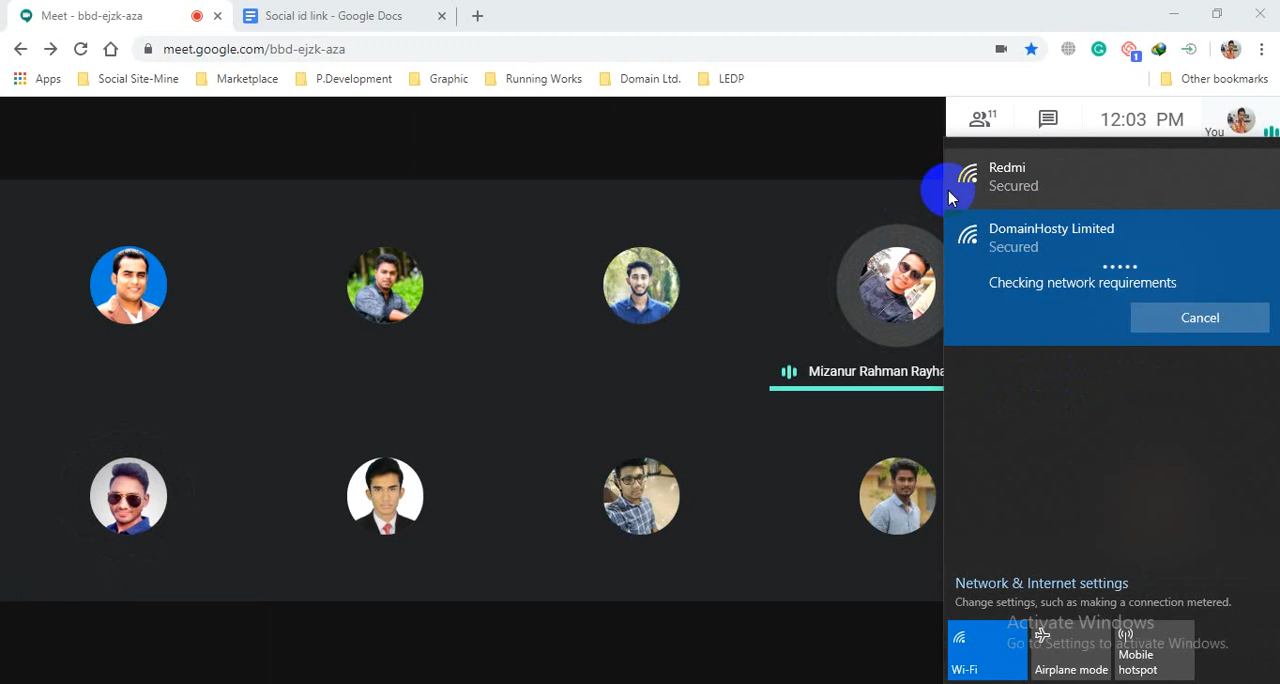 Meet - bbd-ejzk-aza
Social id link - Google Docs
meet.google.com/bbd-ejzk-aza
1
Apps
Social Site-Mine
Marketplace
P.Development
Graphic
Running Works
Domain Ltd.
LEDP
Other bookmarks
11
12:03 PM
You
Redmi
Secured
DomainHosty Limited
Secured
Checking network requirements
Cancel
Mizanur Rahman Rayha
Network & Internet settings
Change settings, such as making a connection metered.
Activate Windows
Go to Settings to activate Windows.
Wi-Fi
Airplane mode
Mobile
hotspot